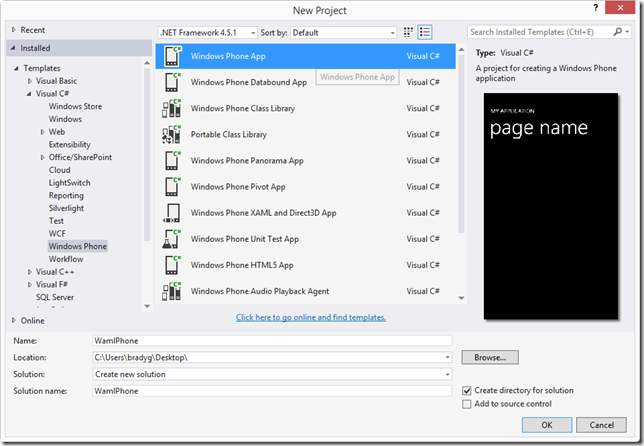 New Project
?
Recent
Installed
.NET Framework 4.5.1
Sort by:
Default
Search Installed Templates (Ctrl+E)
Templates
Visual Basic
Visual C#
Windows Store
Windows
Web
Extensibility
Office/SharePoint
Cloud
LightSwitch
Reporting
Silverlight
Test
WCF
Windows Phone
Workflow
Visual C++
Visual F#
SQL Server
Online
Windows Phone App Visual C#
Windows Phone App
Windows Phone Databound App Visual C#
Windows Phone Class Library Visual C#
Portable Class Library Visual C#
Windows Phone Panorama App Visual C#
Windows Phone Pivot App Visual C#
Windows Phone XAML and Direct3D App Visual C#
Windows Phone Unit Test App Visual C#
Windows Phone HTML5 App Visual C#
Windows Phone Audio Playback Agent Visual C#
Click here to go online and find templates.
Type: Visual C#
A project for creating a Windows Phone
application
MY APPLICATION
page name
Name: WamlPhone
Location: C:\Users\bradyg\Desktop\
Browse...
Solution: Create new solution
Solution name: WamlPhone
Create directory for solution
Add to source control
OK
Cancel